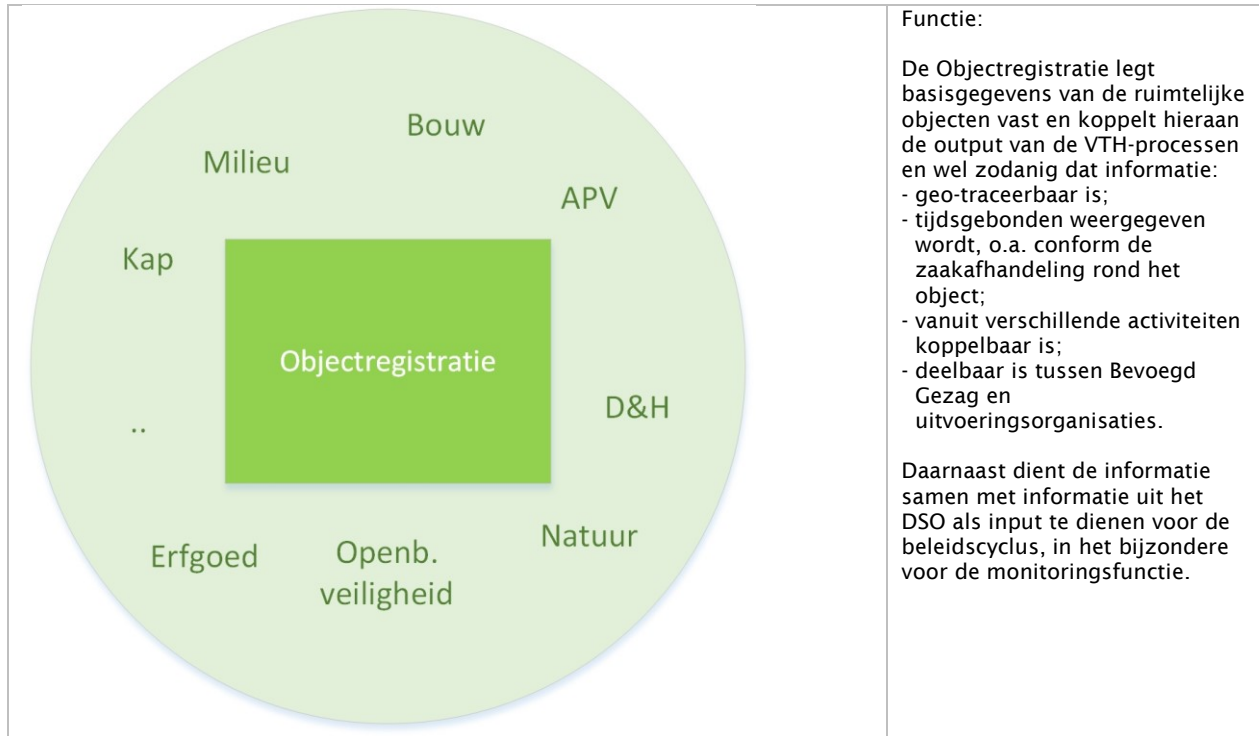 Bouw
Milieu
APV
Kap
Objectregistratie
D&H
..
Natuur
Erfgoed
Openb.
veiligheid
Functie:
De Objectregistratie legt
basisgegevens van de ruimtelijke
objecten vast en koppelt hieraan
de output van de VTH-processen
en wel zodanig dat informatie:
- geo-traceerbaar is;
- tijdsgebonden weergegeven
wordt, o.a. conform de
zaakafhandeling rond het
object;
- vanuit verschillende activiteiten
koppelbaar is;
- deelbaar is tussen Bevoegd
Gezag en
uitvoeringsorganisaties.
Daarnaast dient de informatie
samen met informatie uit het
DSO als input te dienen voor de
beleidscyclus, in het bijzondere
voor de monitoringsfunctie.